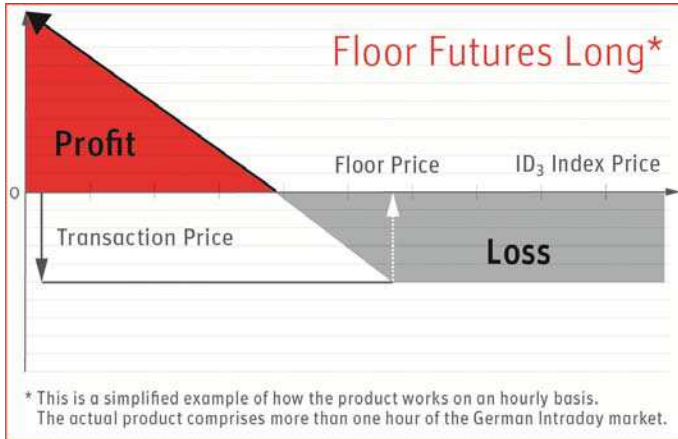 Floor Futures Long*
Profit
Floor Price
ID₃ Index Price
0
Transaction Price
Loss
* This is a simplified example of how the product works on an hourly basis.
The actual product comprises more than one hour of the German Intraday market.